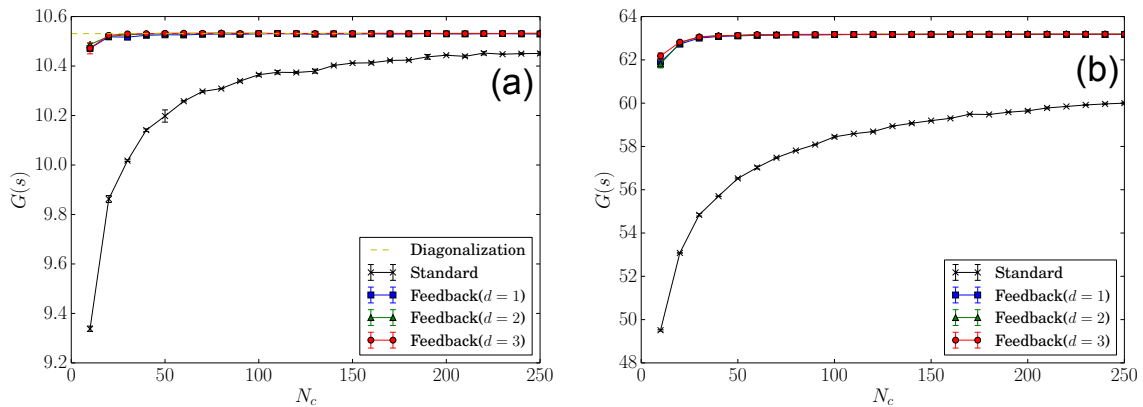 10.6
10.4
10.2
10.0
9.8
9.6
9.4
9.2
G(s)
(a)
Diagonalization
Standard
Feedback(d = 1)
Feedback(d = 2)
Feedback(d = 3)
0 50 100 150 200 250
N_c
64
62
60
58
56
54
52
50
48
G(s)
(b)
Standard
Feedback(d = 1)
Feedback(d = 2)
Feedback(d = 3)
0 50 100 150 200 250
N_c